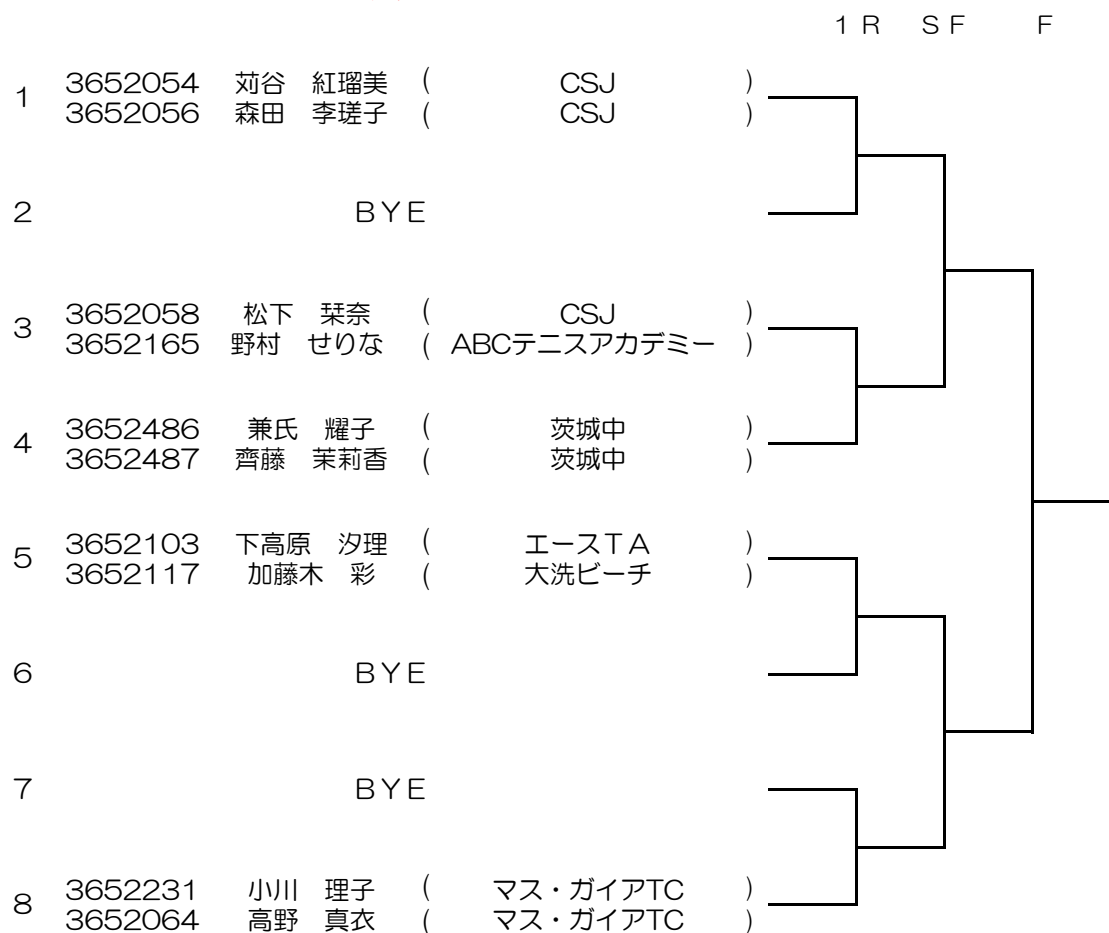 １Ｒ ＳＦ Ｆ
1 3652054 苅谷 紅瑠美 ( CSJ )
3652056 森田 李瑳子 ( CSJ )
2 ＢＹＥ
3 3652058 松下 栞奈 ( CSJ )
3652165 野村 せりな ( ABCテニスアカデミー )
4 3652486 兼氏 耀子 ( 茨城中 )
3652487 齊藤 茉莉香 ( 茨城中 )
5 3652103 下高原 汐理 ( エースＴＡ )
3652117 加藤木 彩 ( 大洗ビーチ )
6 ＢＹＥ
7 ＢＹＥ
8 3652231 小川 理子 ( マス・ガイアTC )
3652064 高野 真衣 ( マス・ガイアTC )